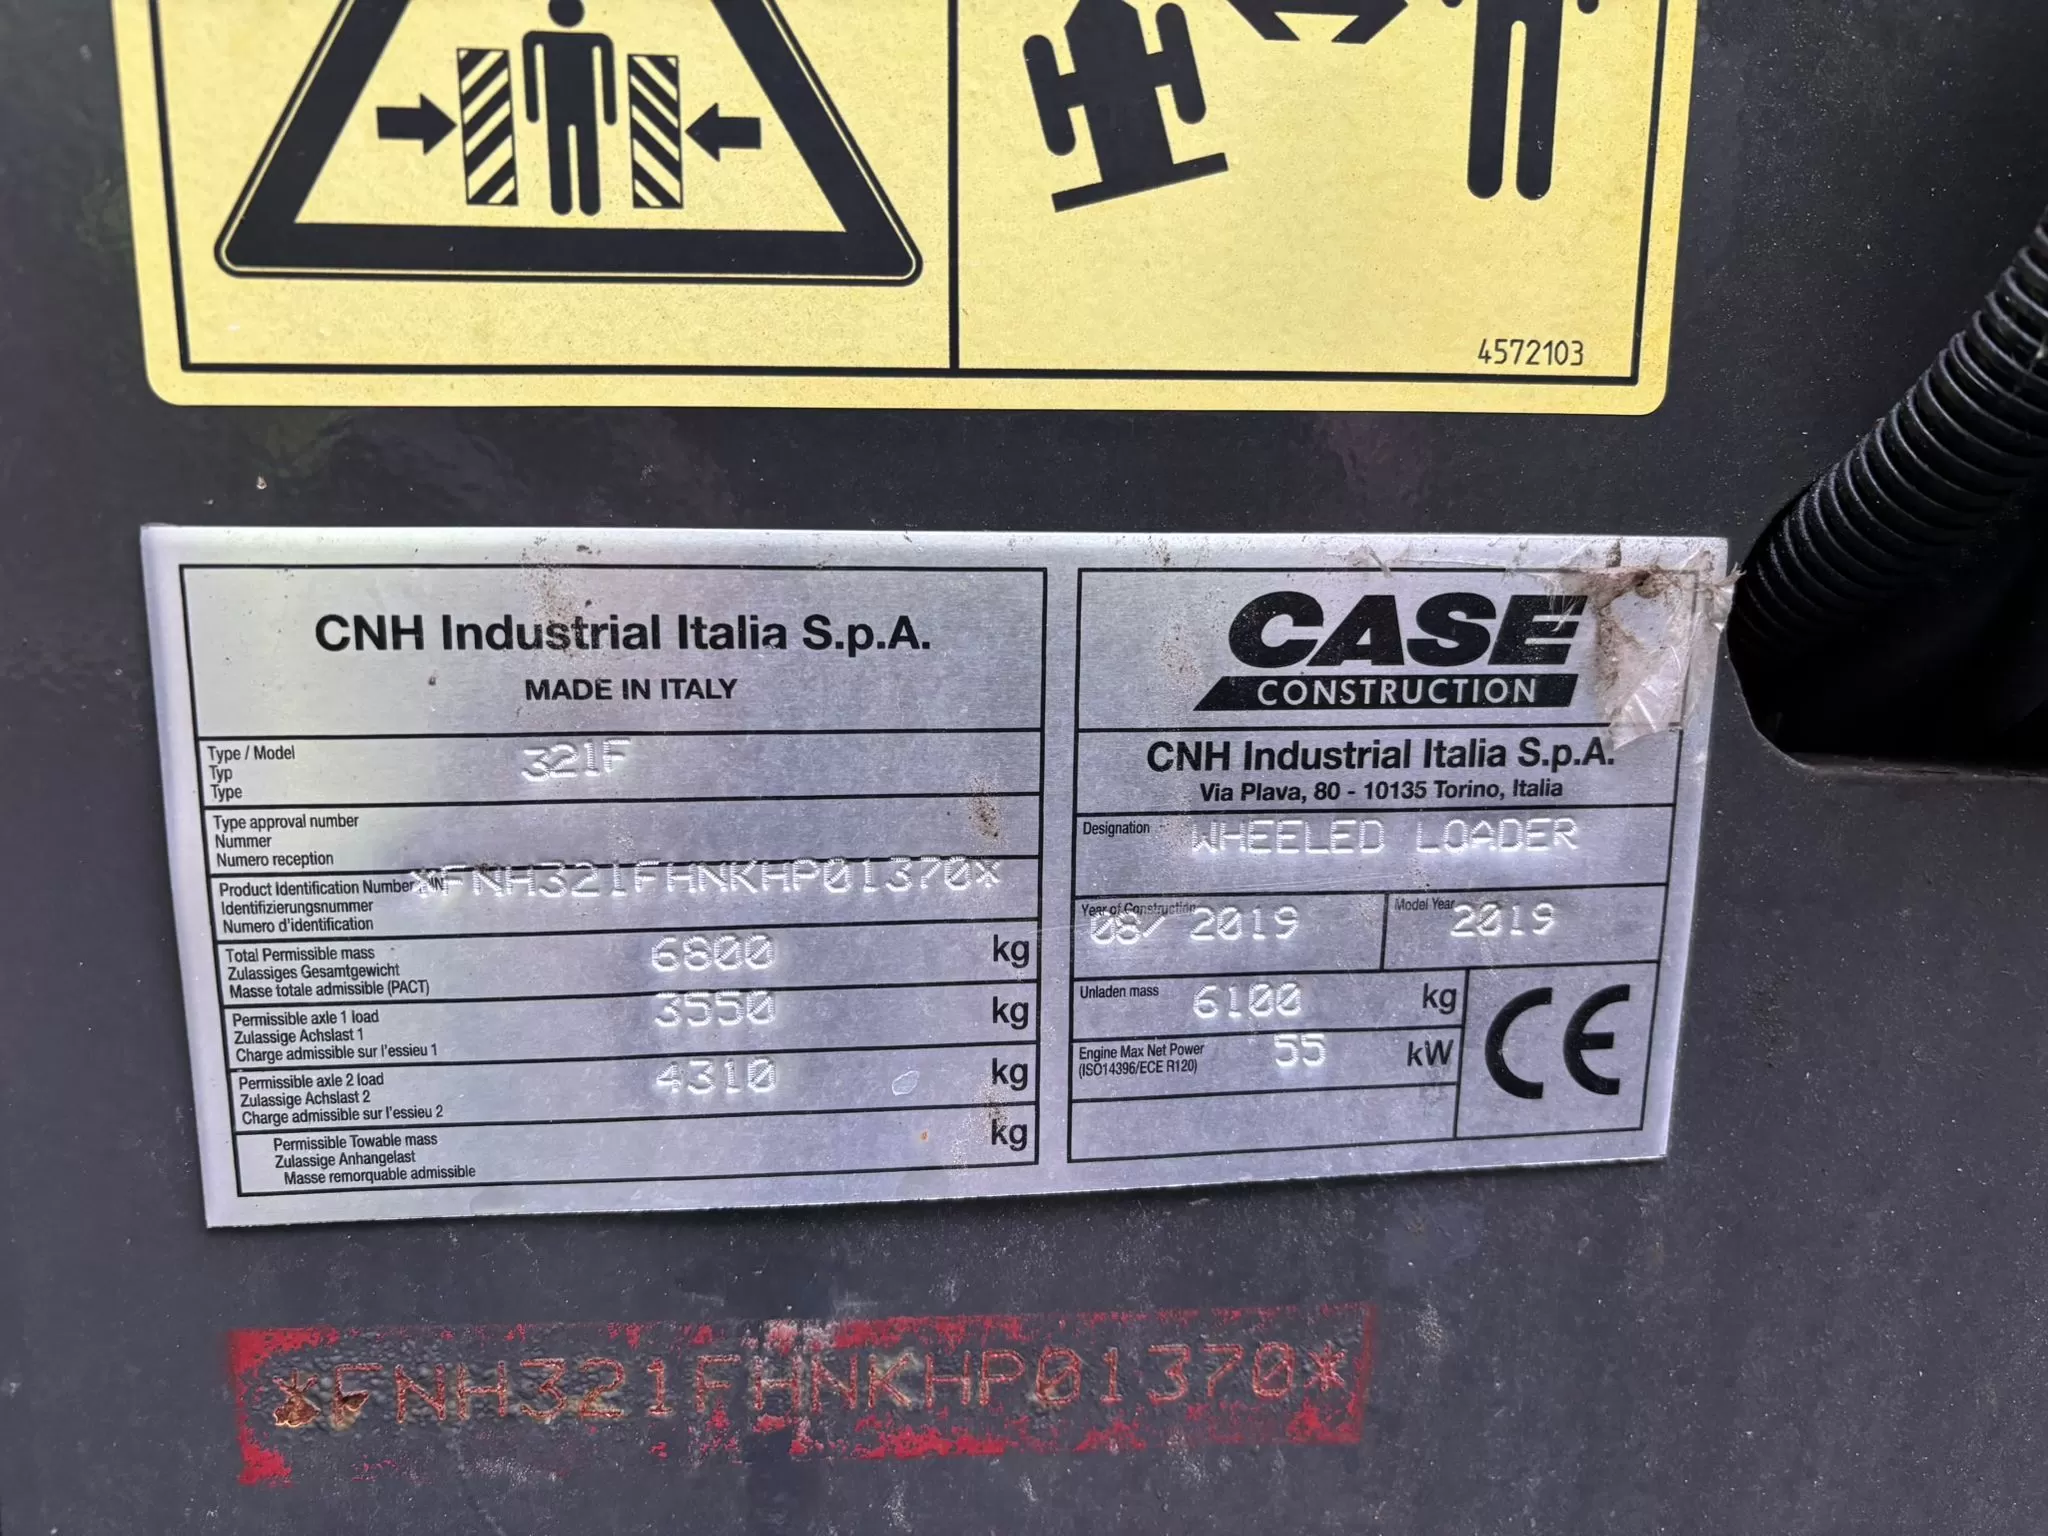 4572103
CNH Industrial Italia S.p.A.
MADE IN ITALY
Type / Model
Typ
Type
321F
Type approval number
Nummer
Numero reception
Product Identification Number PIN
Identifizierungsnummer
Numero d'identification
*FNH321FHNKHP01370*
Total Permissible mass
Zulassiges Gesamtgewicht
Masse totale admissible (PACT)
6800 kg
Permissible axle 1 load
Zulassige Achslast 1
Charge admissible sur l'essieu 1
3550 kg
Permissible axle 2 load
Zulassige Achslast 2
Charge admissible sur l'essieu 2
4310 kg
Permissible Towable mass
Zulassige Anhangelast
Masse remorquable admissible
kg
CASE
CONSTRUCTION
CNH Industrial Italia S.p.A.
Via Plava, 80 - 10135 Torino, Italia
Designation WHEELED LOADER
Year of Construction
08/ 2019
Model Year
2019
Unladen mass 6100 kg
Engine Max Net Power
(ISO14396/ECE R120)
55 kW
CE
*FNH321FHNKHP01370*